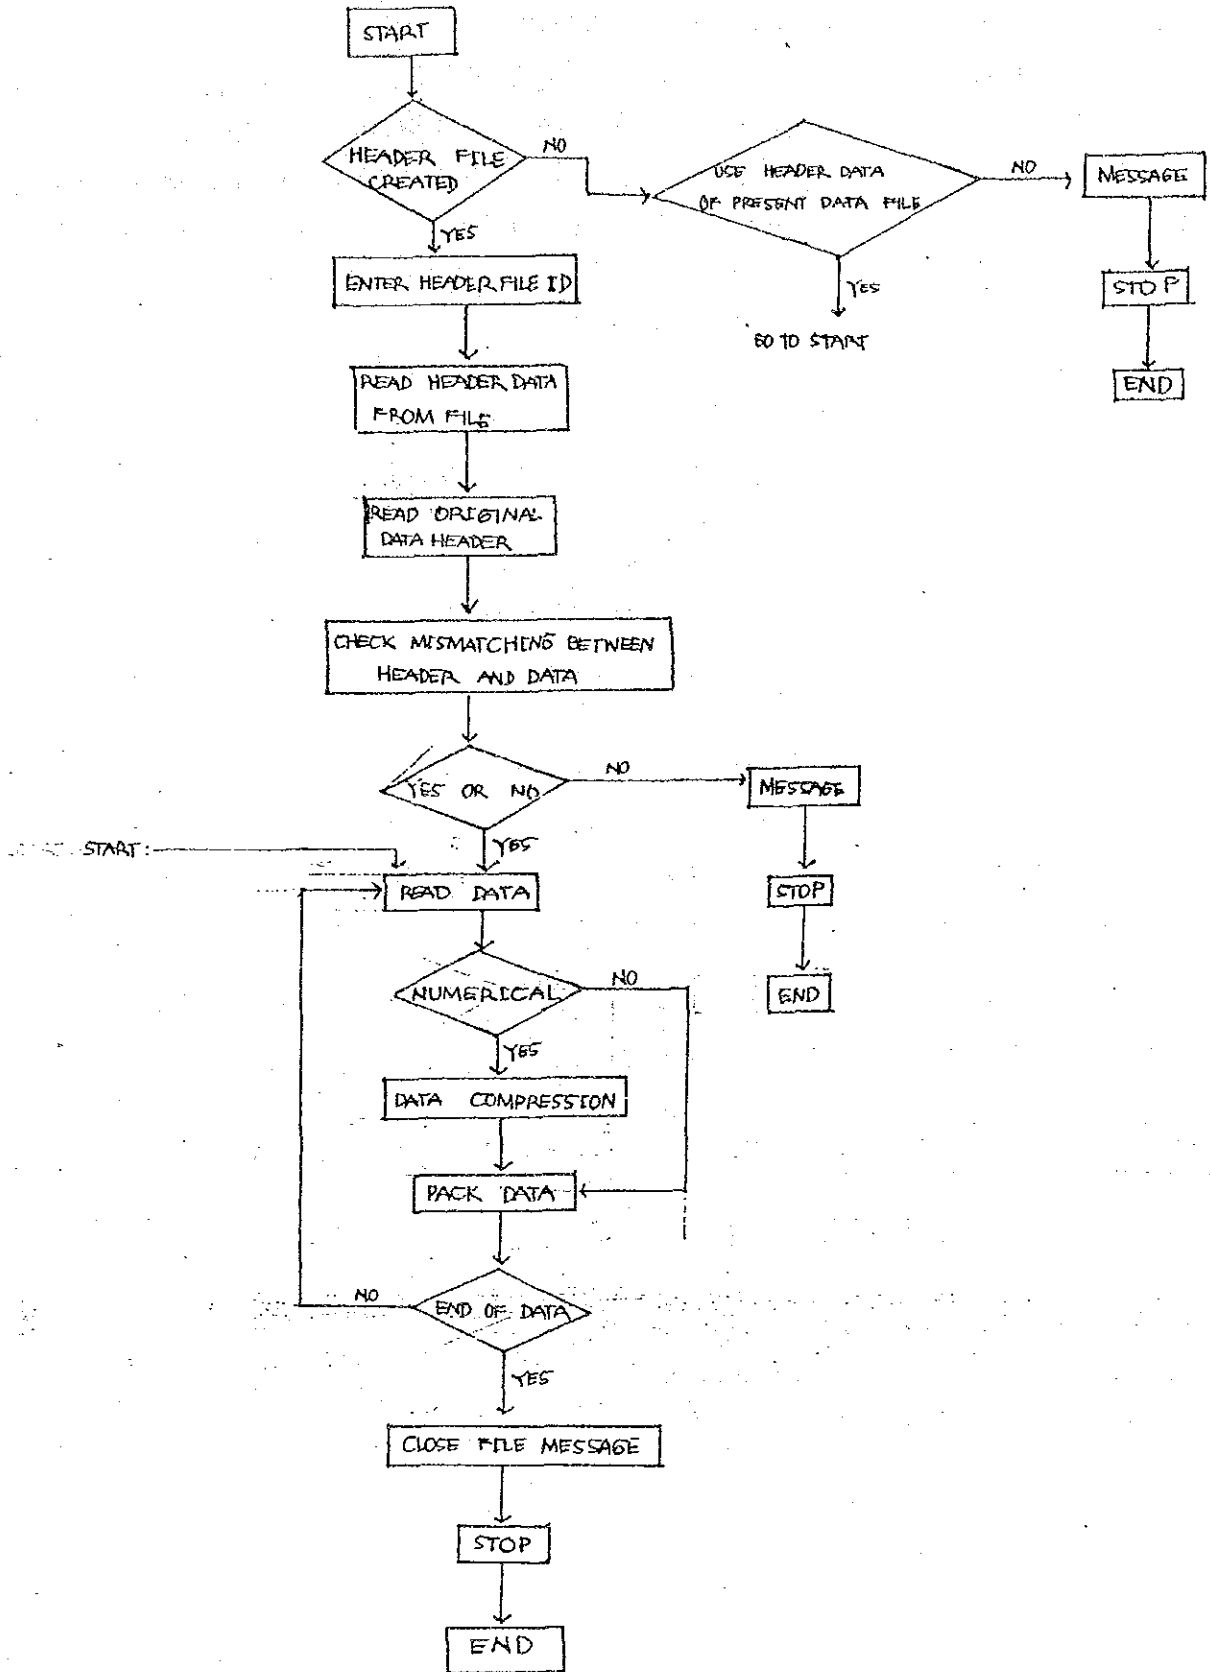 START
HEADER FILE
CREATED
NO
USE HEADER DATA
OF PRESENT DATA FILE
NO
MESSAGE
YES
ENTER HEADER FILE ID
YES
STOP
GO TO START
READ HEADER DATA
FROM FILE
END
READ ORIGINAL
DATA HEADER
CHECK MISMATCHING BETWEEN
HEADER AND DATA
YES OR NO
NO
MESSAGE
YES
START:
READ DATA
STOP
NUMERICAL
NO
END
YES
DATA COMPRESSION
PACK DATA
NO
END OF DATA
YES
CLOSE FILE MESSAGE
STOP
END